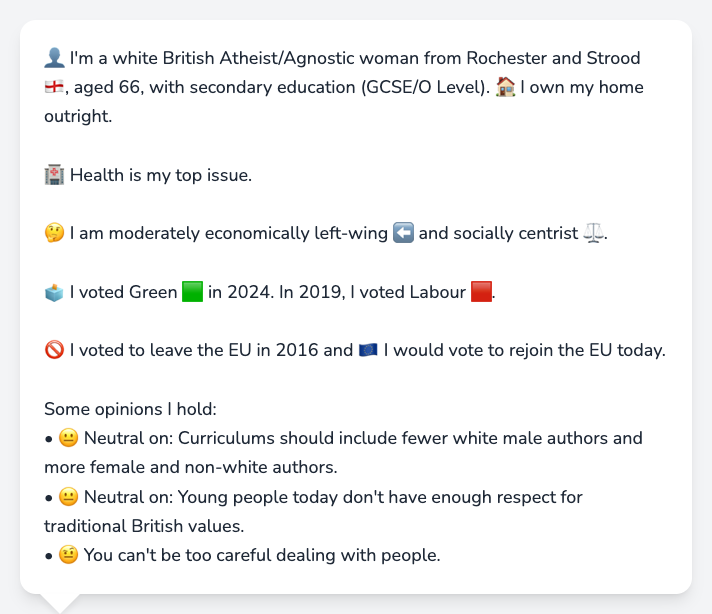 👤 I'm a white British Atheist/Agnostic woman from Rochester and Strood
🏴󠁧󠁢󠁥󠁮󠁧󠁿, aged 66, with secondary education (GCSE/O Level). 🏠 I own my home
outright.
🏥 Health is my top issue.
🤔 I am moderately economically left-wing ⬅️ and socially centrist ⚖️.
🗳️ I voted Green 🟩 in 2024. In 2019, I voted Labour 🟥.
🚫 I voted to leave the EU in 2016 and 🇪🇺 I would vote to rejoin the EU today.
Some opinions I hold:
• 😐 Neutral on: Curriculums should include fewer white male authors and
more female and non-white authors.
• 😐 Neutral on: Young people today don't have enough respect for
traditional British values.
• 🤨 You can't be too careful dealing with people.